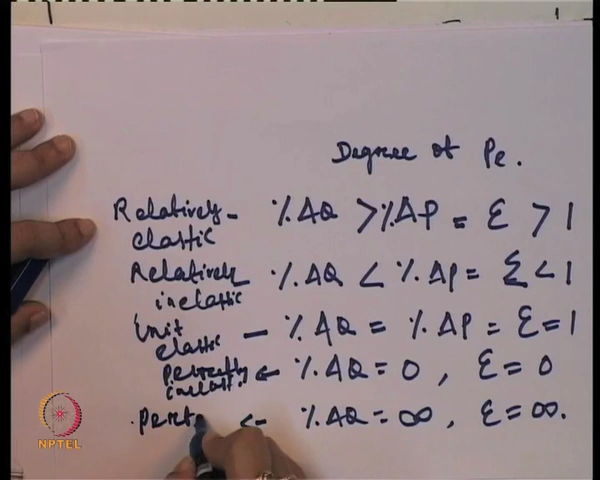 Degree of Pe.
Relatively - %ΔQ > %ΔP = Ɛ > 1
elastic
Relatively %ΔQ < %ΔP = Ɛ < 1
inelastic
Unit - %ΔQ = %ΔP = Ɛ = 1
elastic
perfectly ← %ΔQ = 0 , Ɛ = 0
inelastic
← %ΔQ = ∞ , Ɛ = ∞.
NPTEL